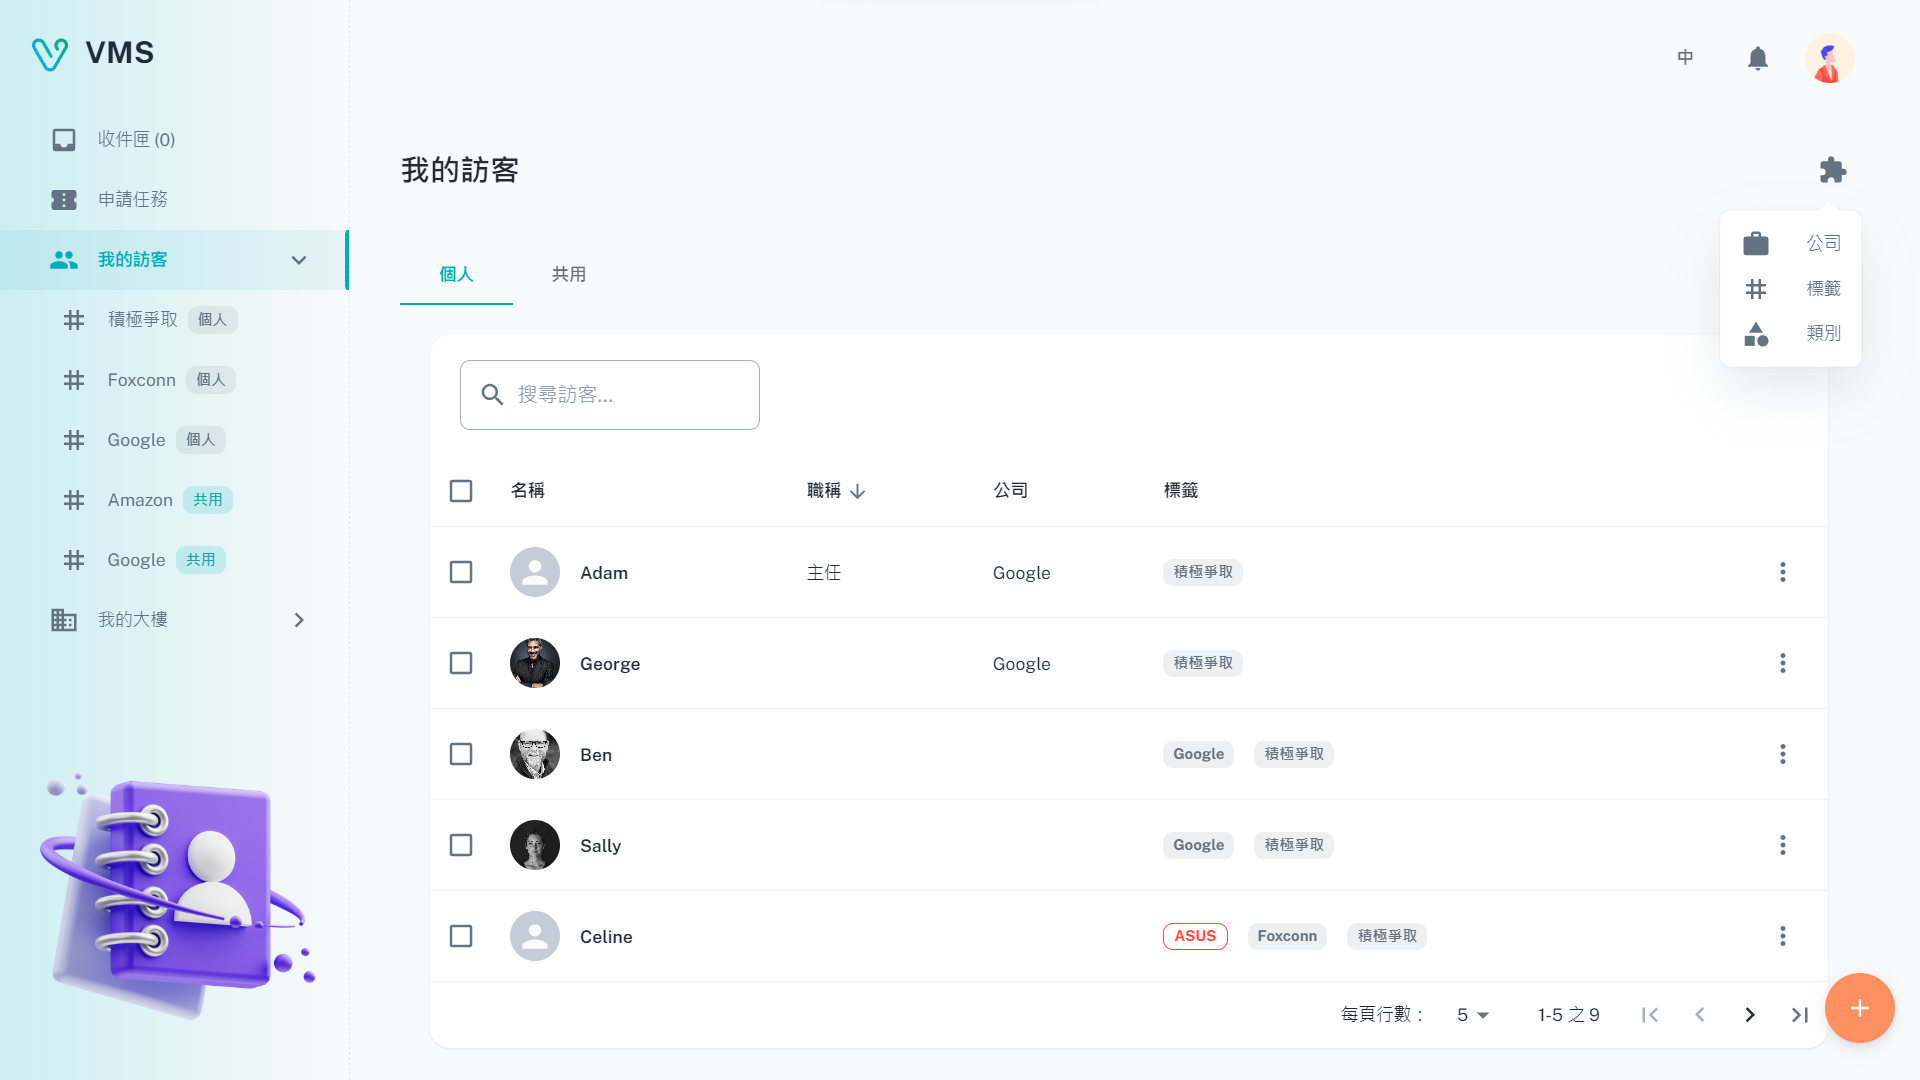 VMS
中
收件匣 (0)
申請任務
我的訪客
積極爭取 個人
Foxconn 個人
Google 個人
Amazon 共用
Google 共用
我的大樓
我的訪客
公司
標籤
類別
個人 共用
搜尋訪客...
名稱 職稱 公司 標籤
Adam 主任 Google 積極爭取
George Google 積極爭取
Ben Google 積極爭取
Sally Google 積極爭取
Celine ASUS Foxconn 積極爭取
每頁行數： 5 1-5 之 9